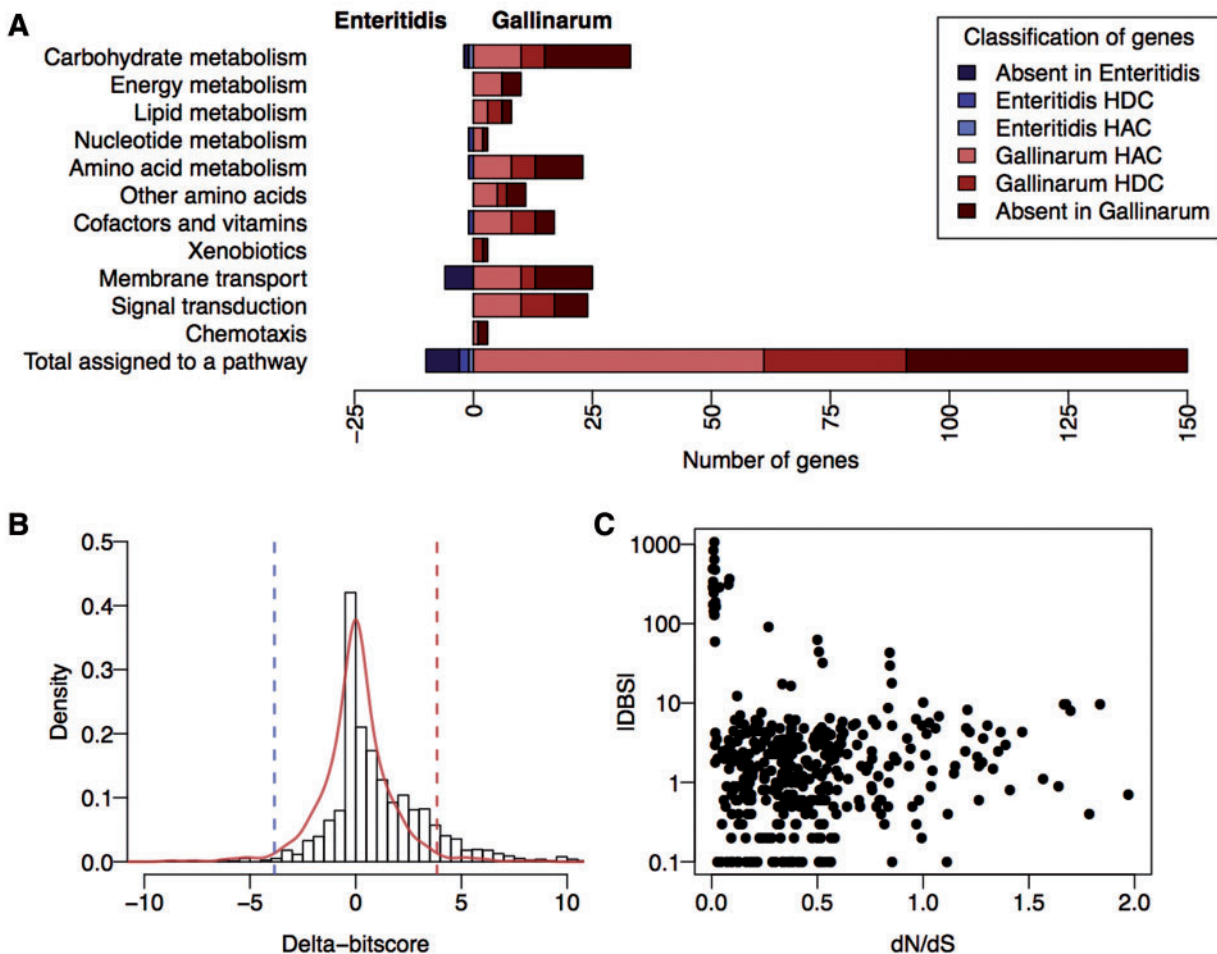 A
Enteritidis Gallinarum
Carbohydrate metabolism
Energy metabolism
Lipid metabolism
Nucleotide metabolism
Amino acid metabolism
Other amino acids
Cofactors and vitamins
Xenobiotics
Membrane transport
Signal transduction
Chemotaxis
Total assigned to a pathway
−25 0 25 50 75 100 125 150
Number of genes
Classification of genes
Absent in Enteritidis
Enteritidis HDC
Enteritidis HAC
Gallinarum HAC
Gallinarum HDC
Absent in Gallinarum
B
0.5
0.4
0.3
0.2
0.1
0.0
Density
−10 −5 0 5 10
Delta−bitscore
C
1000
100
10
1
0.1
|DBS|
0.0 0.5 1.0 1.5 2.0
dN/dS